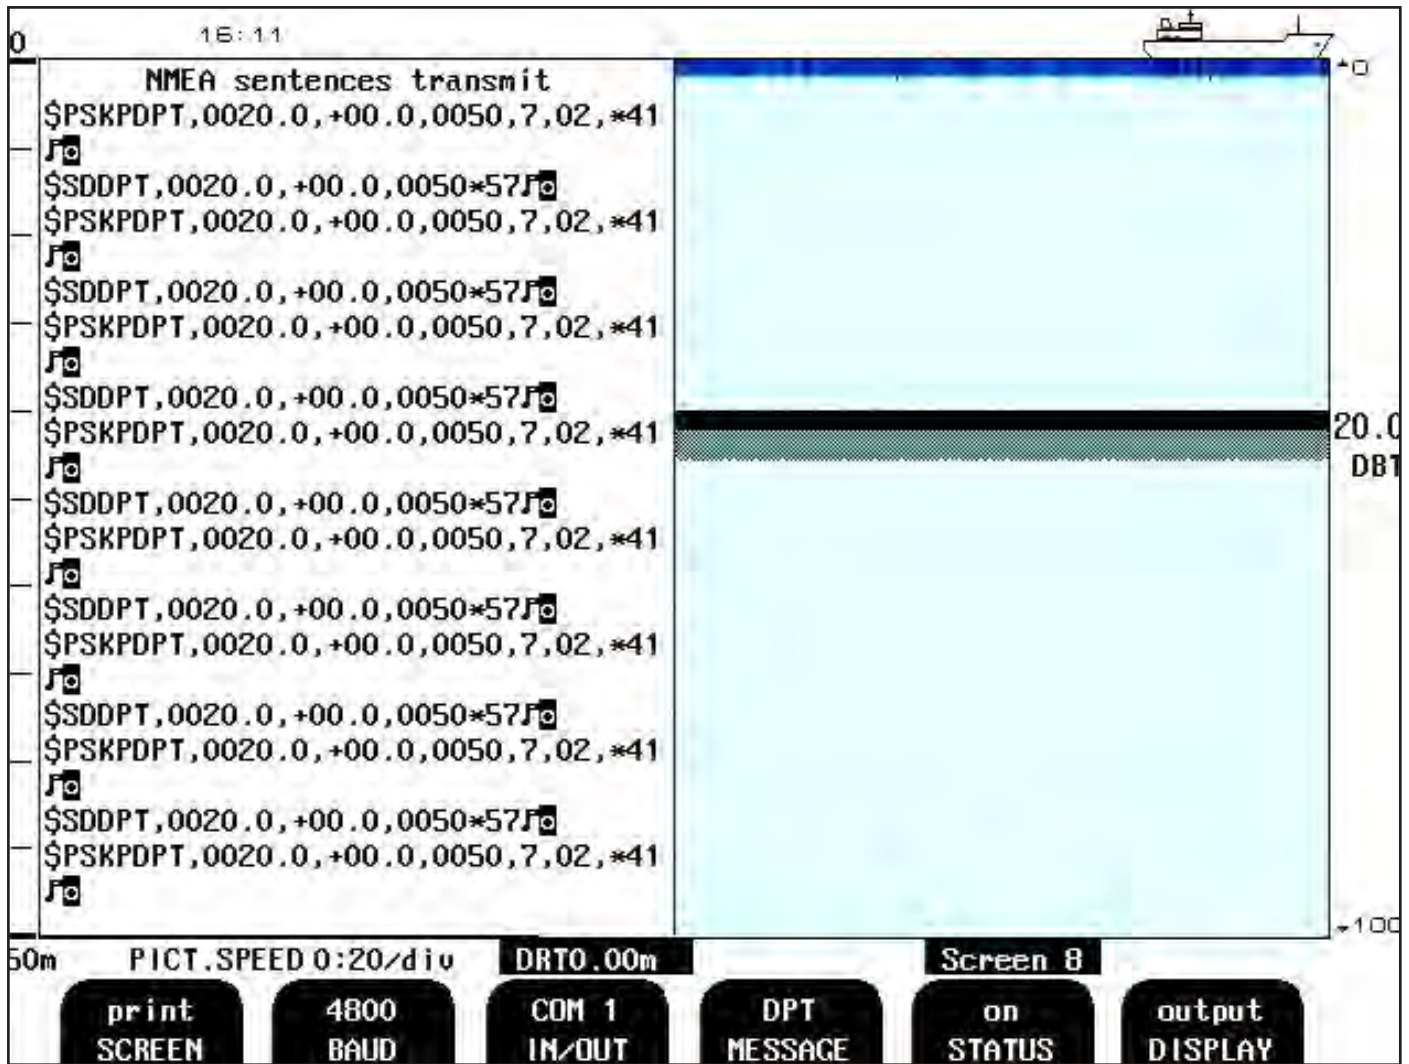 0
16:11
NMEA sentences transmit
$PSKPDPT,0020.0,+00.0,0050,7,02,*41
♪◙
$SDDPT,0020.0,+00.0,0050*57♪◙
$PSKPDPT,0020.0,+00.0,0050,7,02,*41
♪◙
$SDDPT,0020.0,+00.0,0050*57♪◙
$PSKPDPT,0020.0,+00.0,0050,7,02,*41
♪◙
$SDDPT,0020.0,+00.0,0050*57♪◙
$PSKPDPT,0020.0,+00.0,0050,7,02,*41
♪◙
$SDDPT,0020.0,+00.0,0050*57♪◙
$PSKPDPT,0020.0,+00.0,0050,7,02,*41
♪◙
$SDDPT,0020.0,+00.0,0050*57♪◙
$PSKPDPT,0020.0,+00.0,0050,7,02,*41
♪◙
$SDDPT,0020.0,+00.0,0050*57♪◙
$PSKPDPT,0020.0,+00.0,0050,7,02,*41
♪◙
$SDDPT,0020.0,+00.0,0050*57♪◙
$PSKPDPT,0020.0,+00.0,0050,7,02,*41
♪◙
0
20.0
DBT
100
50m PICT.SPEED 0:20/div DRT0.00m Screen 8
print SCREEN
4800 BAUD
COM 1 IN/OUT
DPT MESSAGE
on STATUS
output DISPLAY